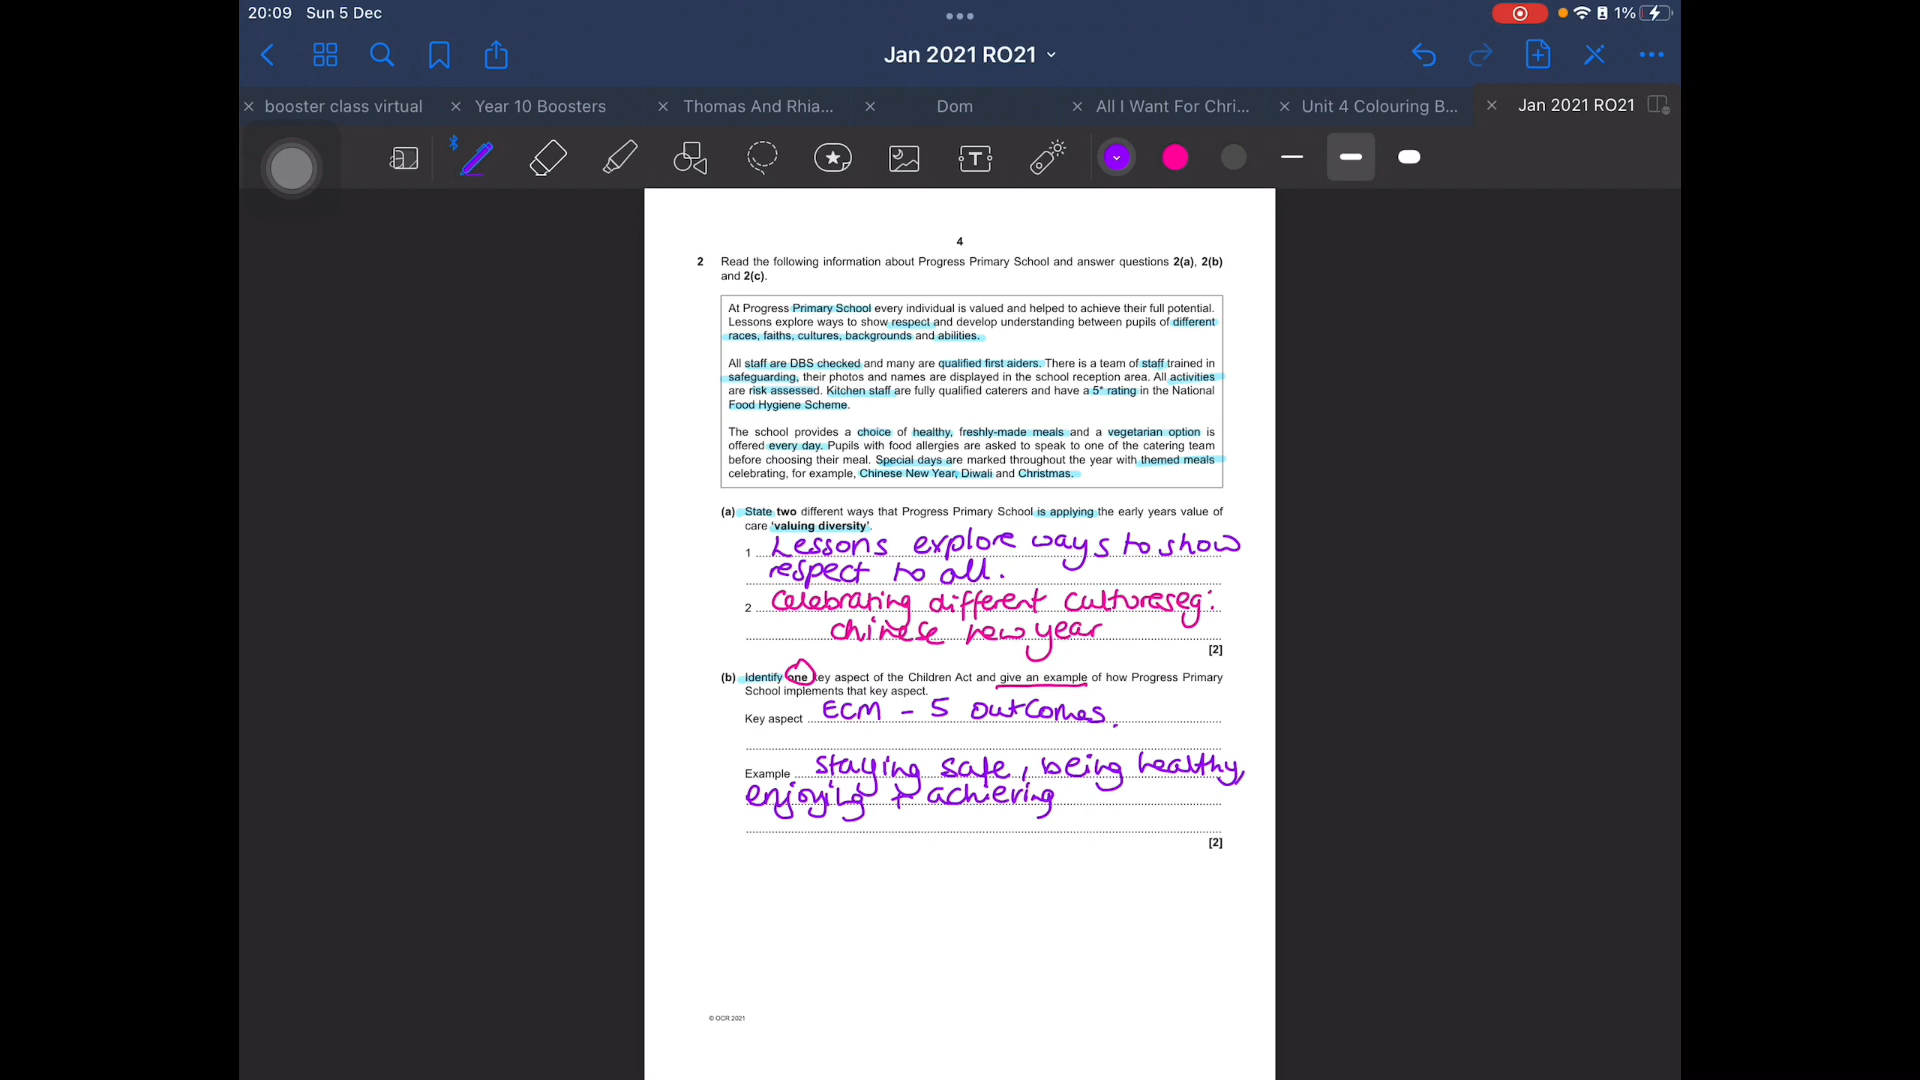 20:09 Sun 5 Dec
1%
Jan 2021 RO21
booster class virtual
Year 10 Boosters
Thomas And Rhia...
Dom
All I Want For Chri...
Unit 4 Colouring B...
Jan 2021 RO21
4
2 Read the following information about Progress Primary School and answer questions 2(a), 2(b)
and 2(c).
At Progress Primary School every individual is valued and helped to achieve their full potential.
Lessons explore ways to show respect and develop understanding between pupils of different
races, faiths, cultures, backgrounds and abilities.
All staff are DBS checked and many are qualified first aiders. There is a team of staff trained in
safeguarding, their photos and names are displayed in the school reception area. All activities
are risk assessed. Kitchen staff are fully qualified caterers and have a 5* rating in the National
Food Hygiene Scheme.
The school provides a choice of healthy, freshly-made meals and a vegetarian option is
offered every day. Pupils with food allergies are asked to speak to one of the catering team
before choosing their meal. Special days are marked throughout the year with themed meals
celebrating, for example, Chinese New Year, Diwali and Christmas.
(a) State two different ways that Progress Primary School is applying the early years value of
care ‘valuing diversity’.
1 Lessons explore ways to show
respect to all.
2 Celebrating different cultures eg:
chinese new year
[2]
(b) Identify one key aspect of the Children Act and give an example of how Progress Primary
School implements that key aspect.
Key aspect ECM - 5 outcomes.
Example staying safe, being healthy,
enjoying + achieving
[2]
© OCR 2021